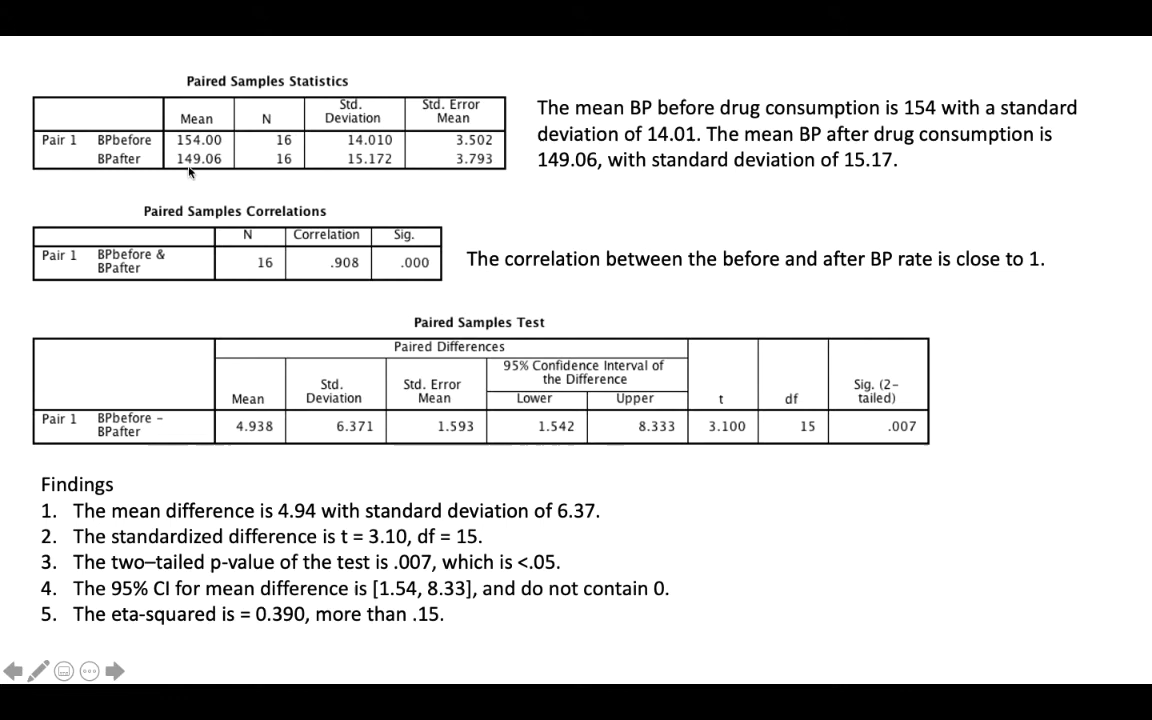 Paired Samples Statistics
Mean N Std. Deviation Std. Error Mean
Pair 1 BPbefore 154.00 16 14.010 3.502
BPafter 149.06 16 15.172 3.793
The mean BP before drug consumption is 154 with a standard
deviation of 14.01. The mean BP after drug consumption is
149.06, with standard deviation of 15.17.
Paired Samples Correlations
N Correlation Sig.
Pair 1 BPbefore & BPafter 16 .908 .000
The correlation between the before and after BP rate is close to 1.
Paired Samples Test
Paired Differences
95% Confidence Interval of the Difference
Mean Std. Deviation Std. Error Mean Lower Upper t df Sig. (2-tailed)
Pair 1 BPbefore - BPafter 4.938 6.371 1.593 1.542 8.333 3.100 15 .007
Findings
1. The mean difference is 4.94 with standard deviation of 6.37.
2. The standardized difference is t = 3.10, df = 15.
3. The two–tailed p-value of the test is .007, which is <.05.
4. The 95% CI for mean difference is [1.54, 8.33], and do not contain 0.
5. The eta-squared is = 0.390, more than .15.